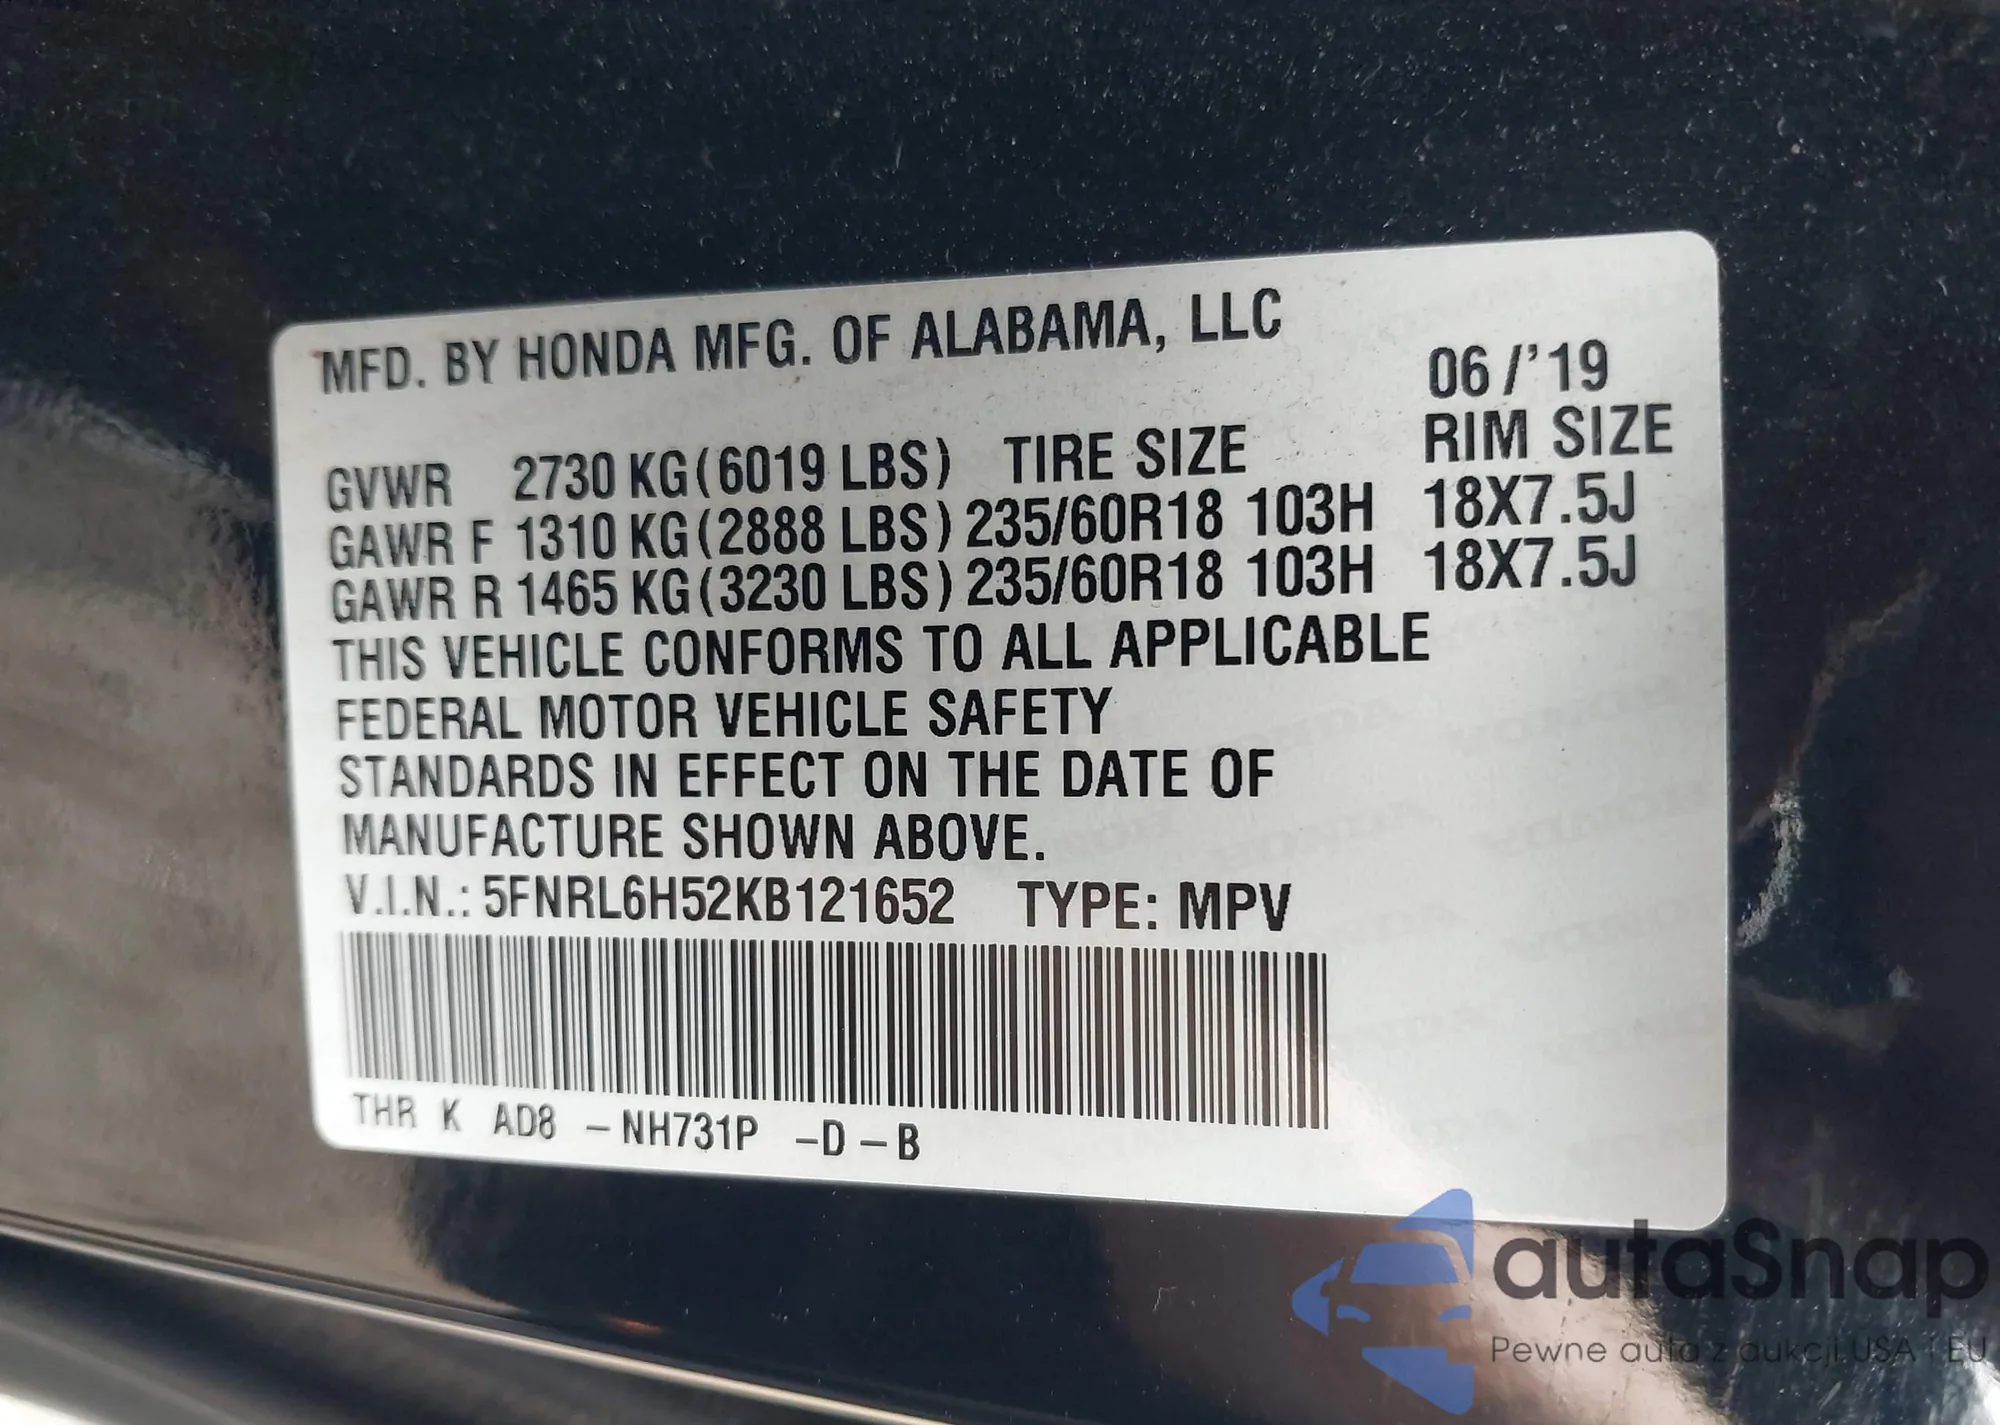 MFD. BY HONDA MFG. OF ALABAMA, LLC
06/'19
GVWR 2730 KG(6019 LBS) TIRE SIZE RIM SIZE
GAWR F 1310 KG(2888 LBS) 235/60R18 103H 18X7.5J
GAWR R 1465 KG(3230 LBS) 235/60R18 103H 18X7.5J
THIS VEHICLE CONFORMS TO ALL APPLICABLE
FEDERAL MOTOR VEHICLE SAFETY
STANDARDS IN EFFECT ON THE DATE OF
MANUFACTURE SHOWN ABOVE.
V.I.N.: 5FNRL6H52KB121652 TYPE: MPV
THR K AD8 -NH731P -D-B
autaSnap
Pewne auta z aukcji USA i EU